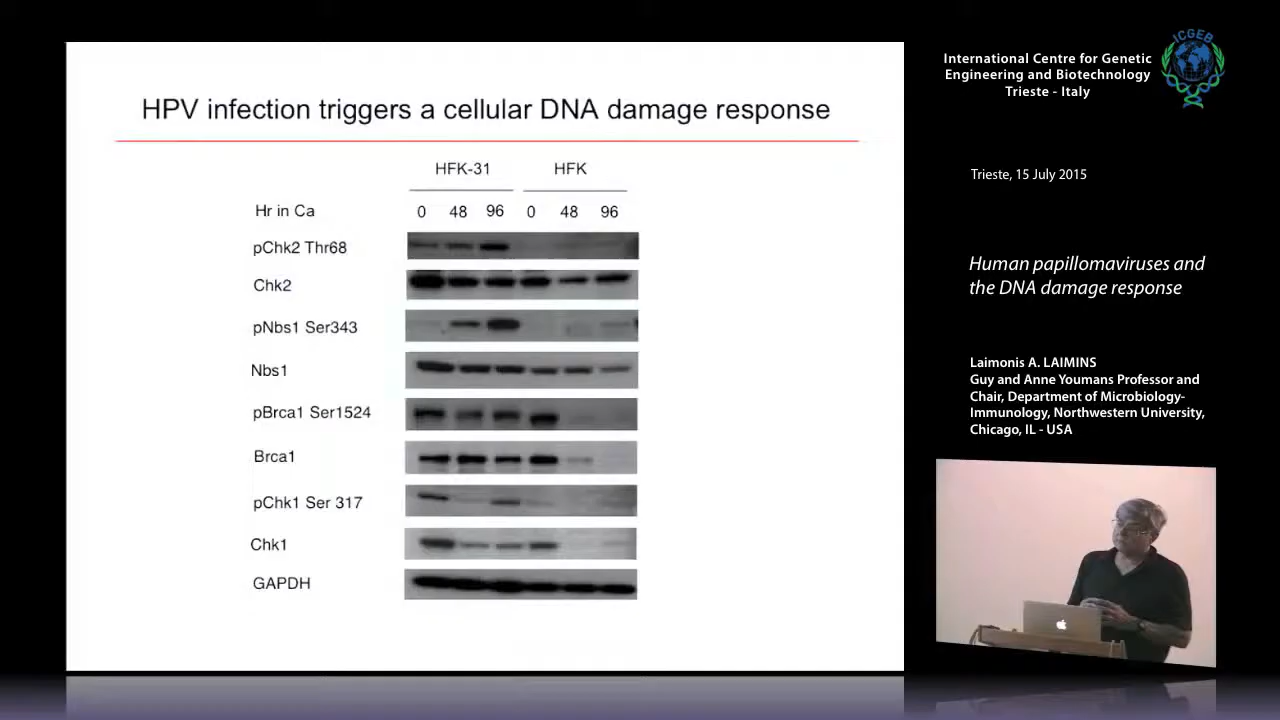 HPV infection triggers a cellular DNA damage response
HFK-31 HFK
Hr in Ca 0 48 96 0 48 96
pChk2 Thr68
Chk2
pNbs1 Ser343
Nbs1
pBrca1 Ser1524
Brca1
pChk1 Ser 317
Chk1
GAPDH
ICGEB
International Centre for Genetic
Engineering and Biotechnology
Trieste - Italy
Trieste, 15 July 2015
Human papillomaviruses and
the DNA damage response
Laimonis A. LAIMINS
Guy and Anne Youmans Professor and
Chair, Department of Microbiology-
Immunology, Northwestern University,
Chicago, IL - USA